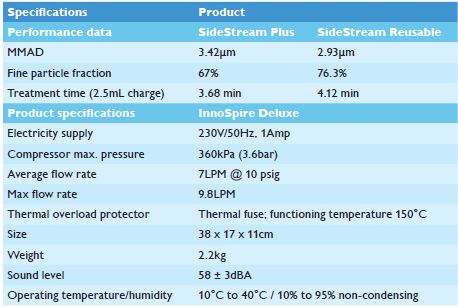 Specifications Product
Performance data SideStream Plus SideStream Reusable
MMAD 3.42µm 2.93µm
Fine particle fraction 67% 76.3%
Treatment time (2.5mL charge) 3.68 min 4.12 min
Product specifications InnoSpire Deluxe
Electricity supply 230V/50Hz, 1Amp
Compressor max. pressure 360kPa (3.6bar)
Average flow rate 7LPM @ 10 psig
Max flow rate 9.8LPM
Thermal overload protector Thermal fuse; functioning temperature 150°C
Size 38 x 17 x 11cm
Weight 2.2kg
Sound level 58 ± 3dBA
Operating temperature/humidity 10°C to 40°C / 10% to 95% non-condensing